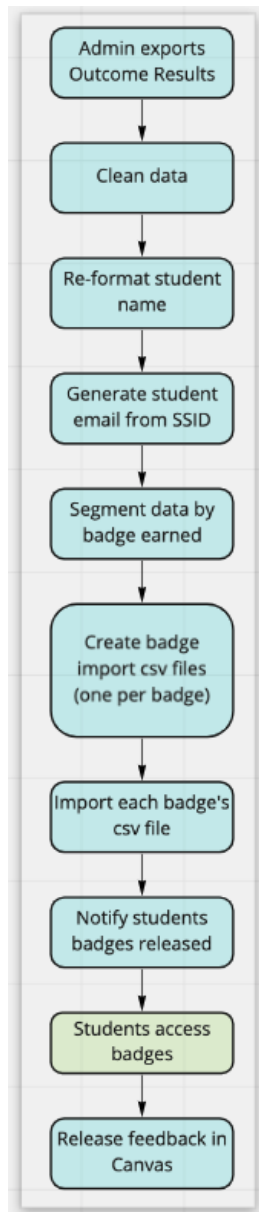 Admin exports
Outcome Results
Clean data
Re-format student
name
Generate student
email from SSID
Segment data by
badge earned
Create badge
import csv files
(one per badge)
Import each badge's
csv file
Notify students
badges released
Students access
badges
Release feedback in
Canvas